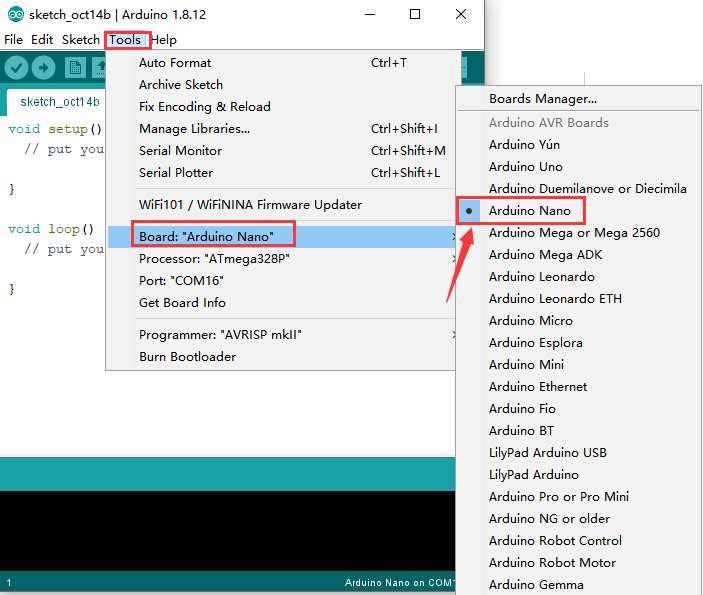 sketch_oct14b | Arduino 1.8.12
File Edit Sketch Tools Help
sketch_oct14b
void setup()
// put you
}
void loop()
// put you
}
Auto Format Ctrl+T
Archive Sketch
Fix Encoding & Reload
Manage Libraries... Ctrl+Shift+I
Serial Monitor Ctrl+Shift+M
Serial Plotter Ctrl+Shift+L
WiFi101 / WiFiNINA Firmware Updater
Board: "Arduino Nano"
Processor: "ATmega328P"
Port: "COM16"
Get Board Info
Programmer: "AVRISP mkII"
Burn Bootloader
Boards Manager...
Arduino AVR Boards
Arduino Yún
Arduino Uno
Arduino Duemilanove or Diecimila
Arduino Nano
Arduino Mega or Mega 2560
Arduino Mega ADK
Arduino Leonardo
Arduino Leonardo ETH
Arduino Micro
Arduino Esplora
Arduino Mini
Arduino Ethernet
Arduino Fio
Arduino BT
LilyPad Arduino USB
LilyPad Arduino
Arduino Pro or Pro Mini
Arduino NG or older
Arduino Robot Control
Arduino Robot Motor
Arduino Gemma
1 Arduino Nano on COM1